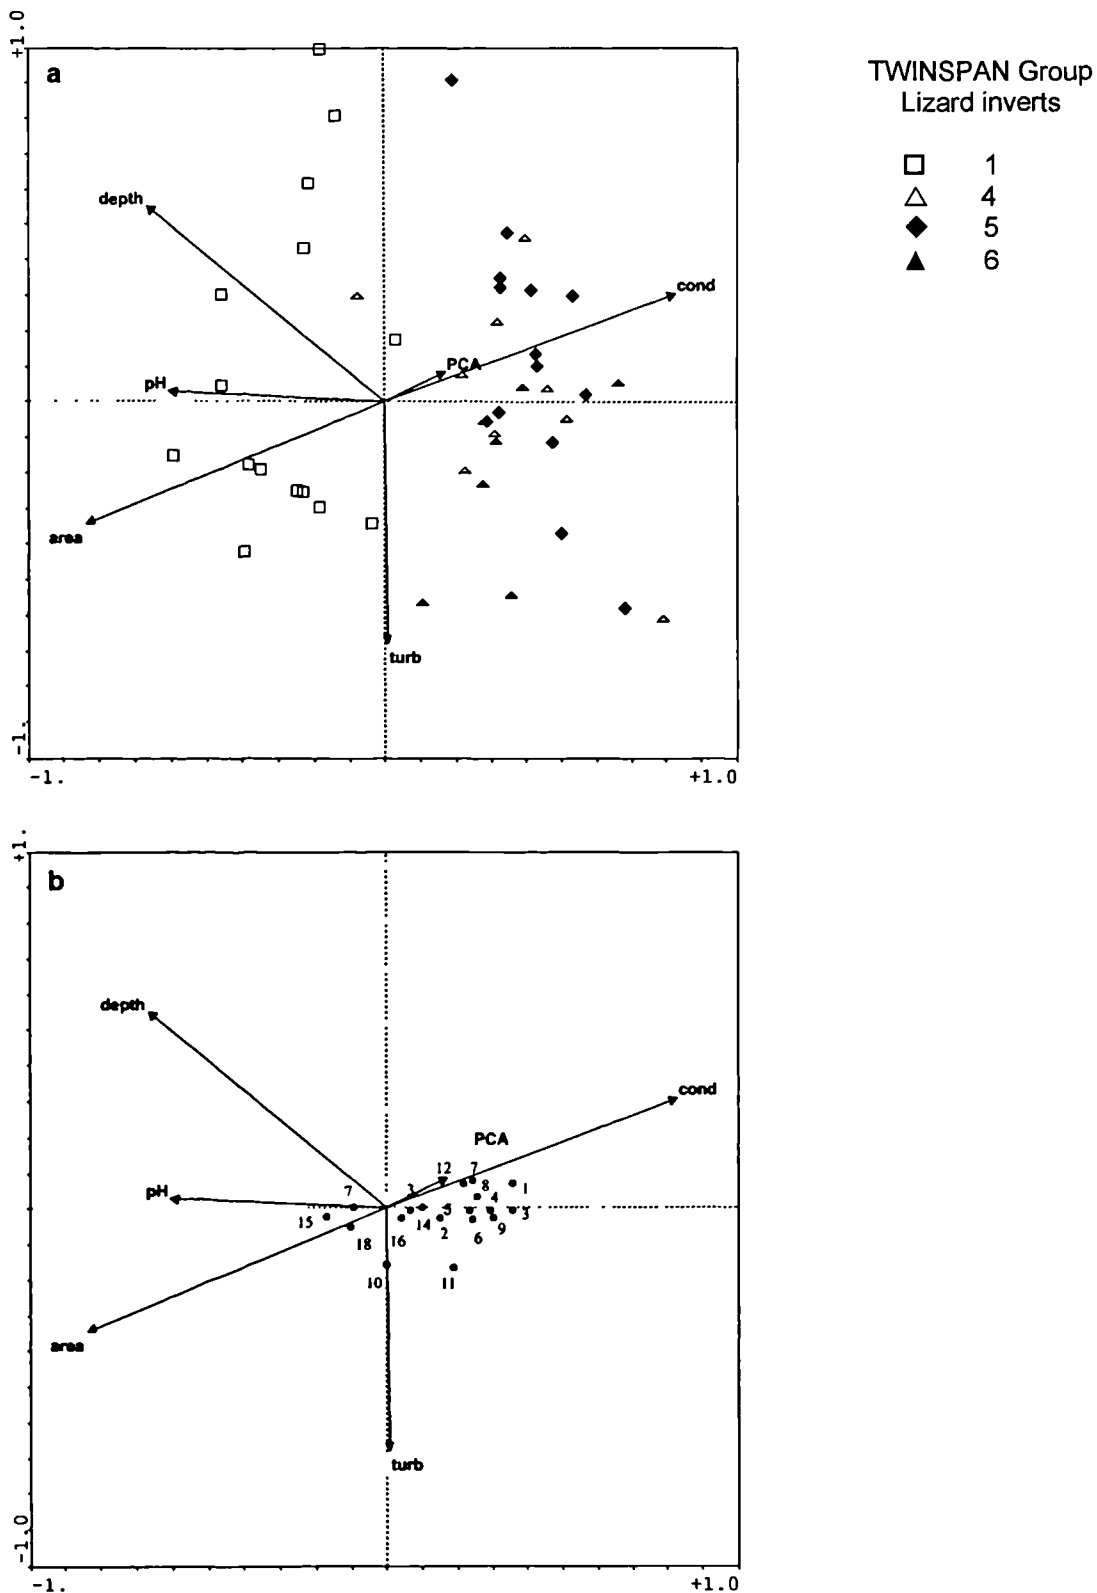 +1.0
a
TWINSPAN Group
Lizard inverts
1
4
5
6
depth
cond
PCA
pH
area
turb
-1.
-1.
+1.0
+1.
b
depth
cond
PCA
12
7
pH
7
3
8
4
1
15
5
3
18
16
14
2
6
9
10
11
area
turb
-1.0
-1.
+1.0